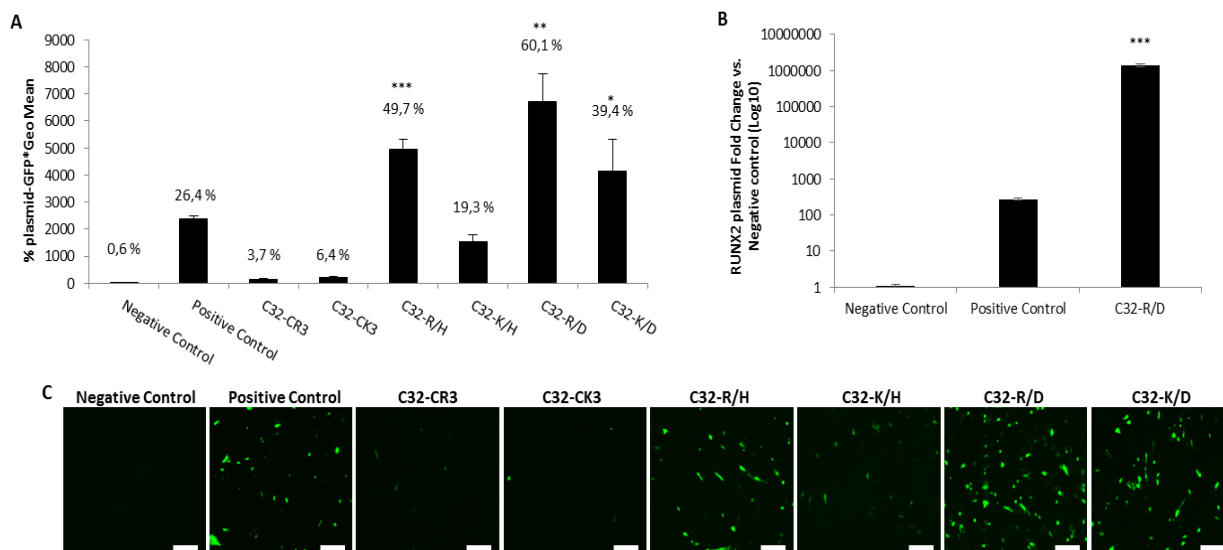 A
% plasmid-GFP*Geo Mean
9000
8000
7000
6000
5000
4000
3000
2000
1000
0
0,6 %
26,4 %
3,7 %
6,4 %
***
49,7 %
19,3 %
**
60,1 %
*
39,4 %
Negative Control
Positive Control
C32-CR3
C32-CK3
C32-R/H
C32-K/H
C32-R/D
C32-K/D
B
RUNX2 plasmid Fold Change vs.
Negative control (Log10)
10000000
1000000
100000
10000
1000
100
10
1
***
Negative Control
Positive Control
C32-R/D
C
Negative Control
Positive Control
C32-CR3
C32-CK3
C32-R/H
C32-K/H
C32-R/D
C32-K/D